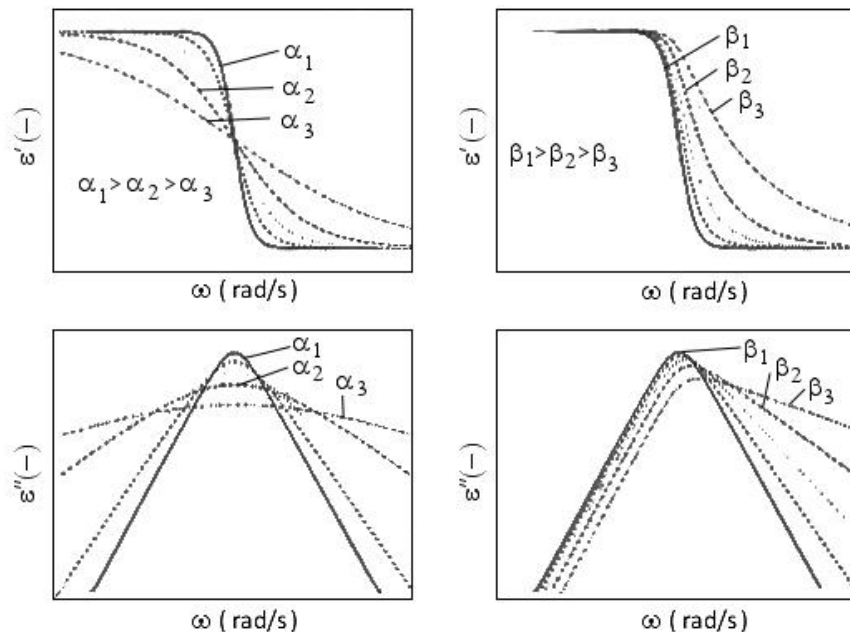 ε′(−)
α₁
α₂
α₃
α₁>α₂>α₃
ω ( rad/s)
ε′(−)
β₁
β₂
β₃
β₁>β₂>β₃
ω ( rad/s)
ε″(−)
α₁
α₂
α₃
ω ( rad/s)
ε″(−)
β₁
β₂
β₃
ω ( rad/s)